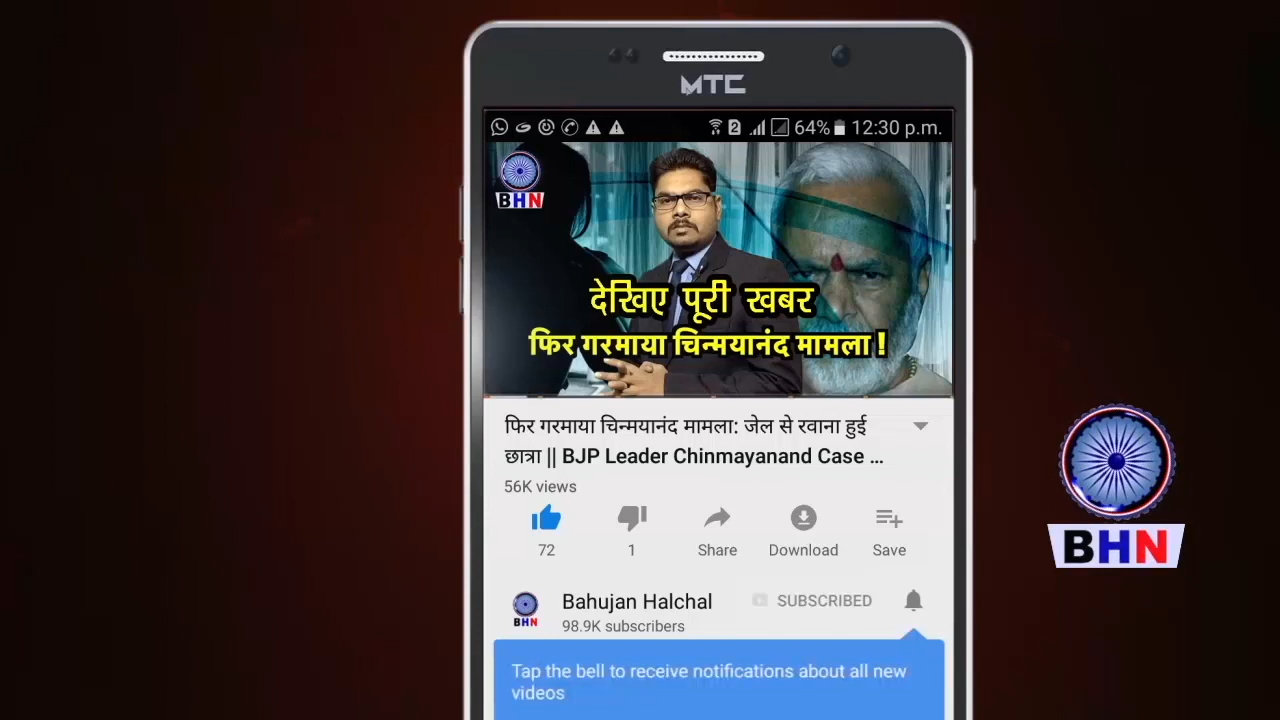 MTC
2 64% 12:30 p.m.
BHN
देखिए पूरी खबर
फिर गरमाया चिन्मयानंद मामला !
फिर गरमाया चिन्मयानंद मामला: जेल से रवाना हुई
छात्रा || BJP Leader Chinmayanand Case ...
56K views
72 1 Share Download Save
BHN
Bahujan Halchal SUBSCRIBED
98.9K subscribers
BHN
Tap the bell to receive notifications about all new
videos